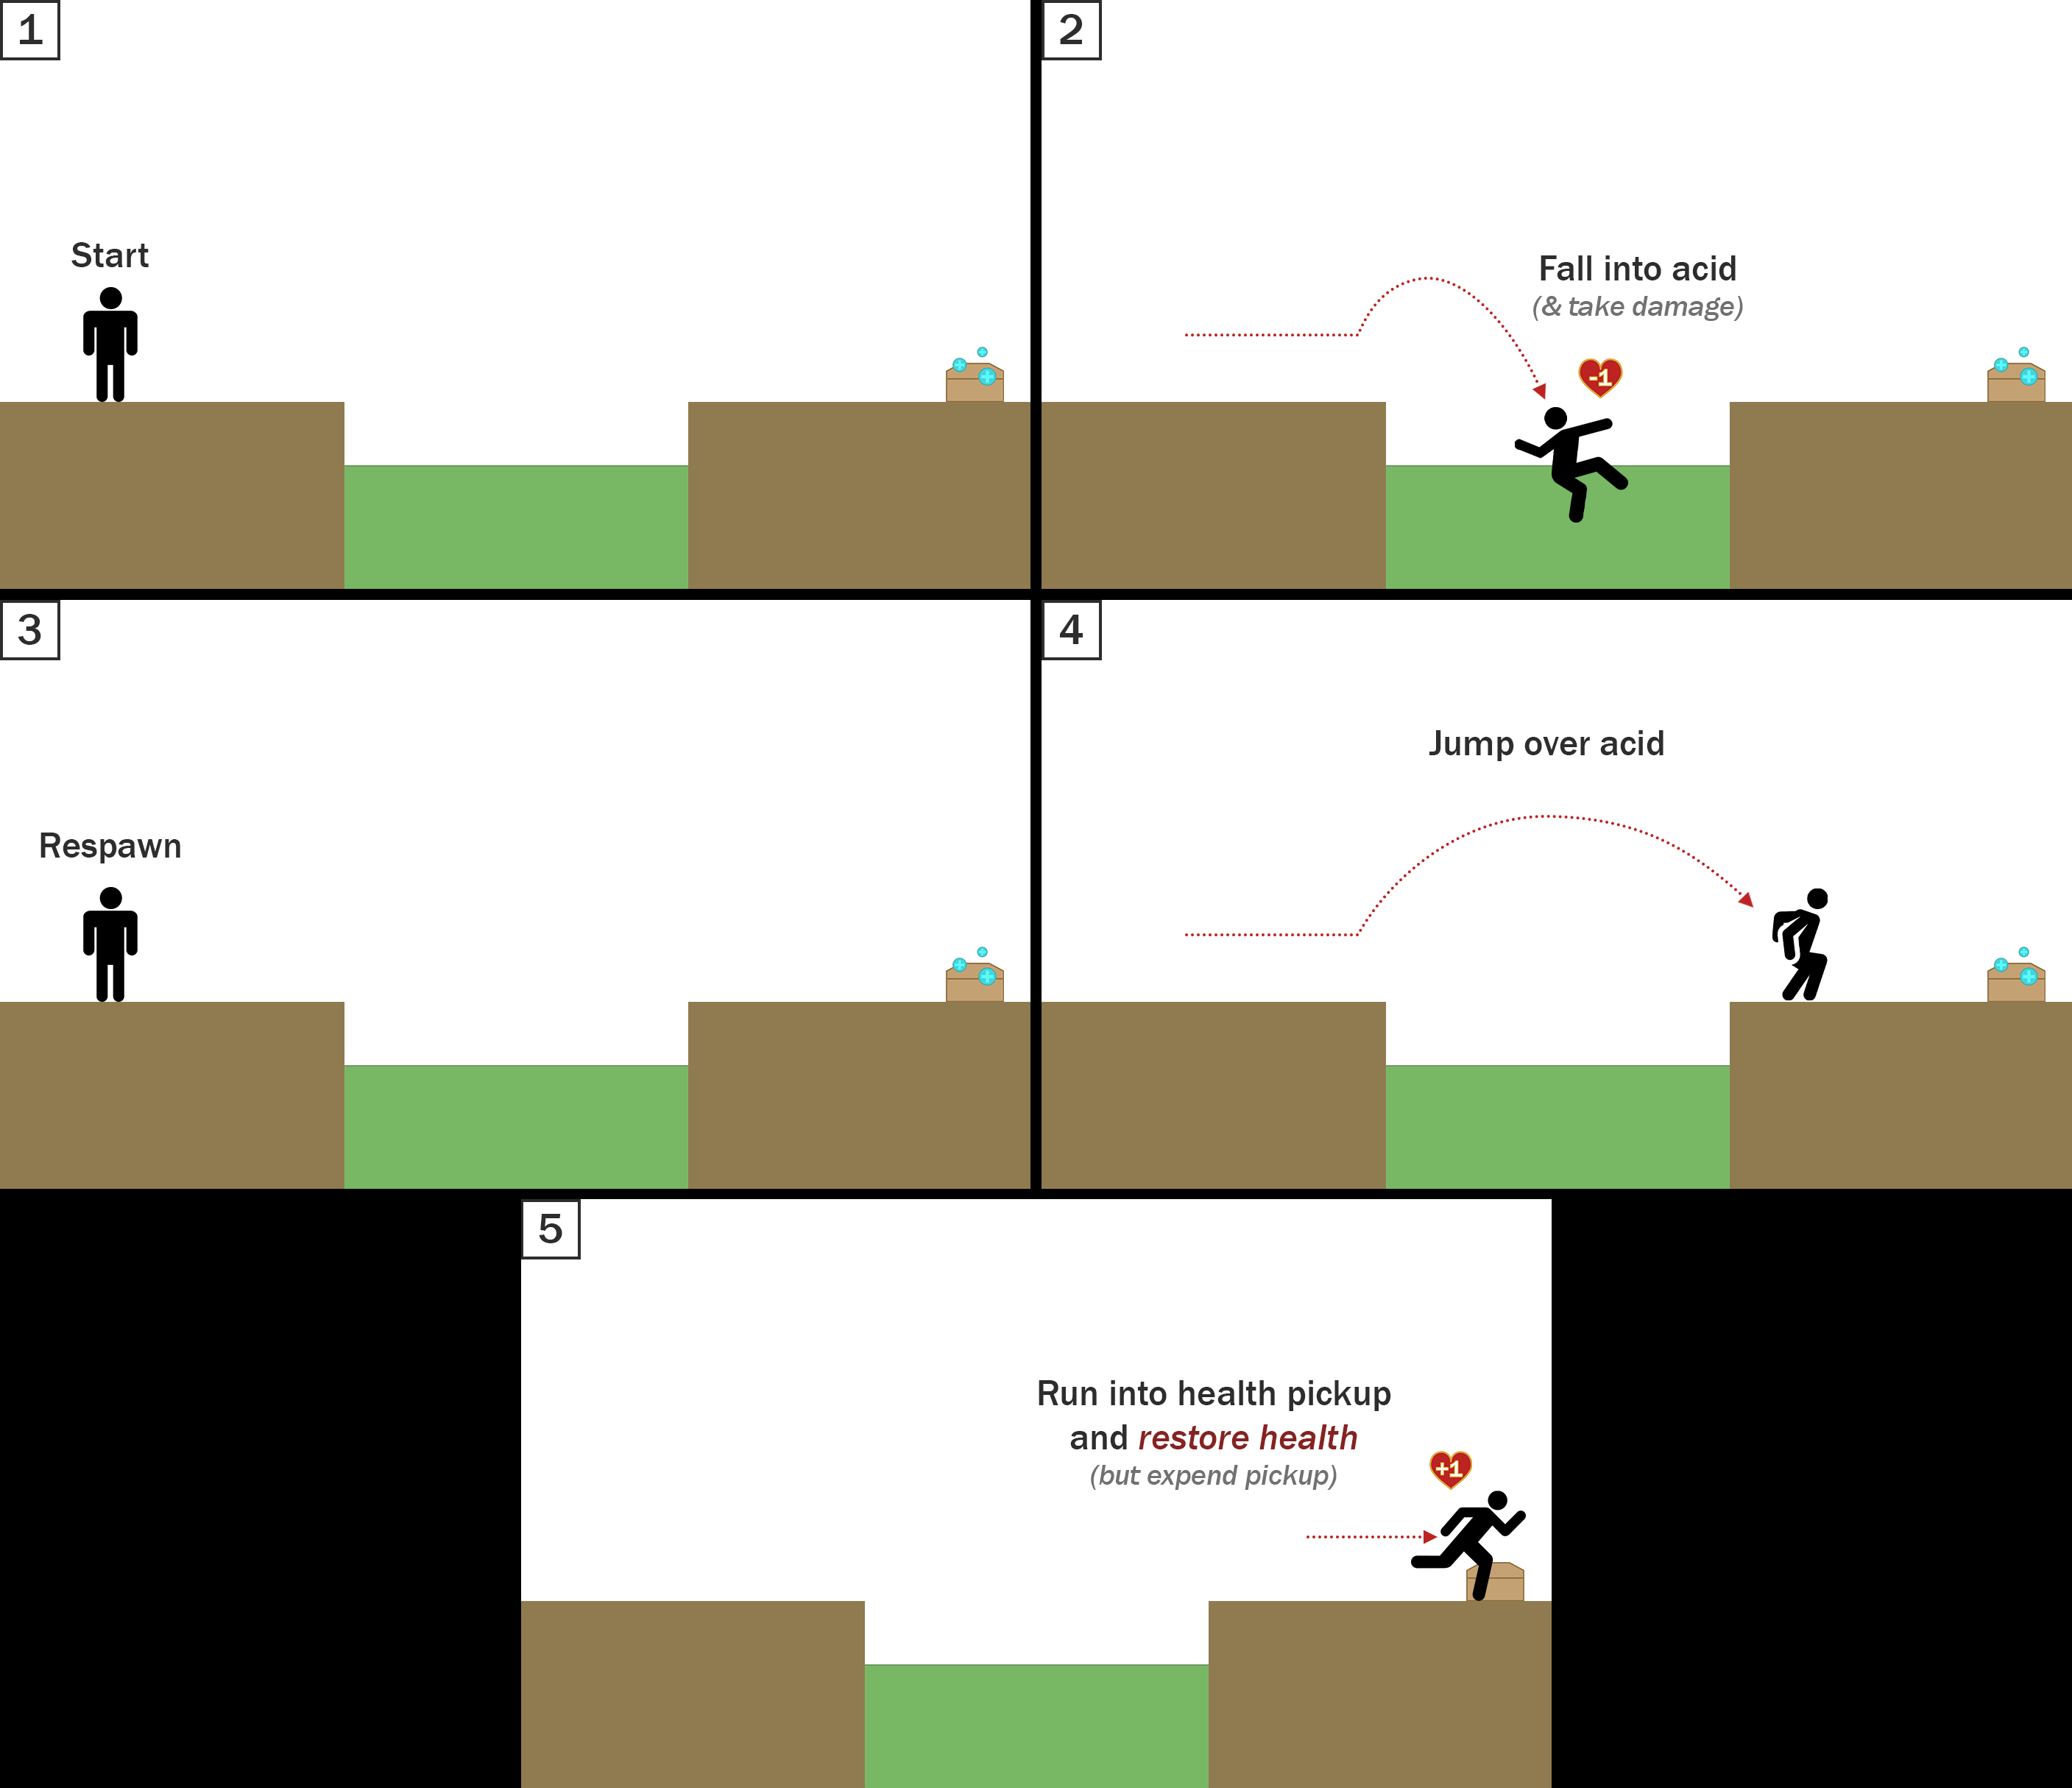 1
Start
2
Fall into acid
(& take damage)
-1
3
Respawn
4
Jump over acid
5
Run into health pickup
and restore health
(but expend pickup)
+1